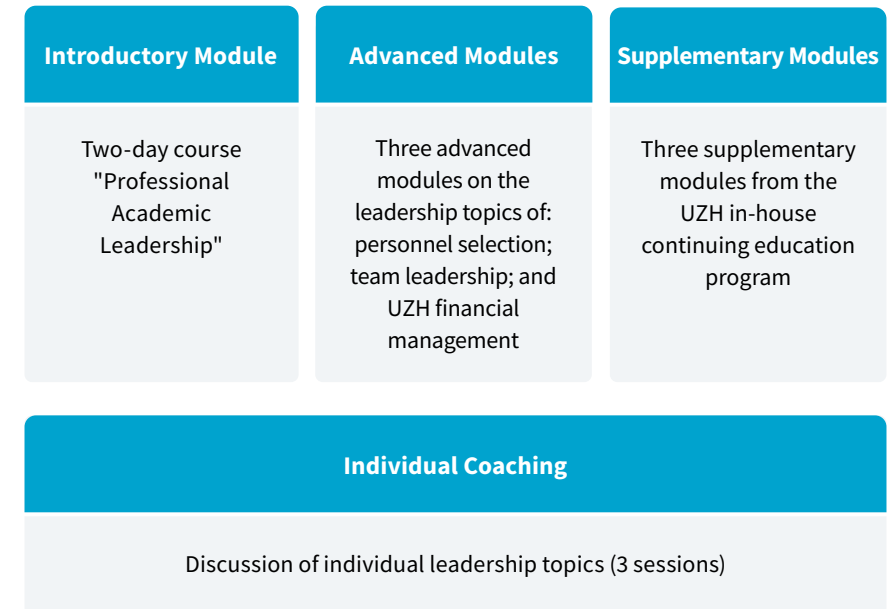 Introductory Module
Two-day course
"Professional
Academic
Leadership"
Advanced Modules
Three advanced
modules on the
leadership topics of:
personnel selection;
team leadership; and
UZH financial
management
Supplementary Modules
Three supplementary
modules from the
UZH in-house
continuing education
program
Individual Coaching
Discussion of individual leadership topics (3 sessions)